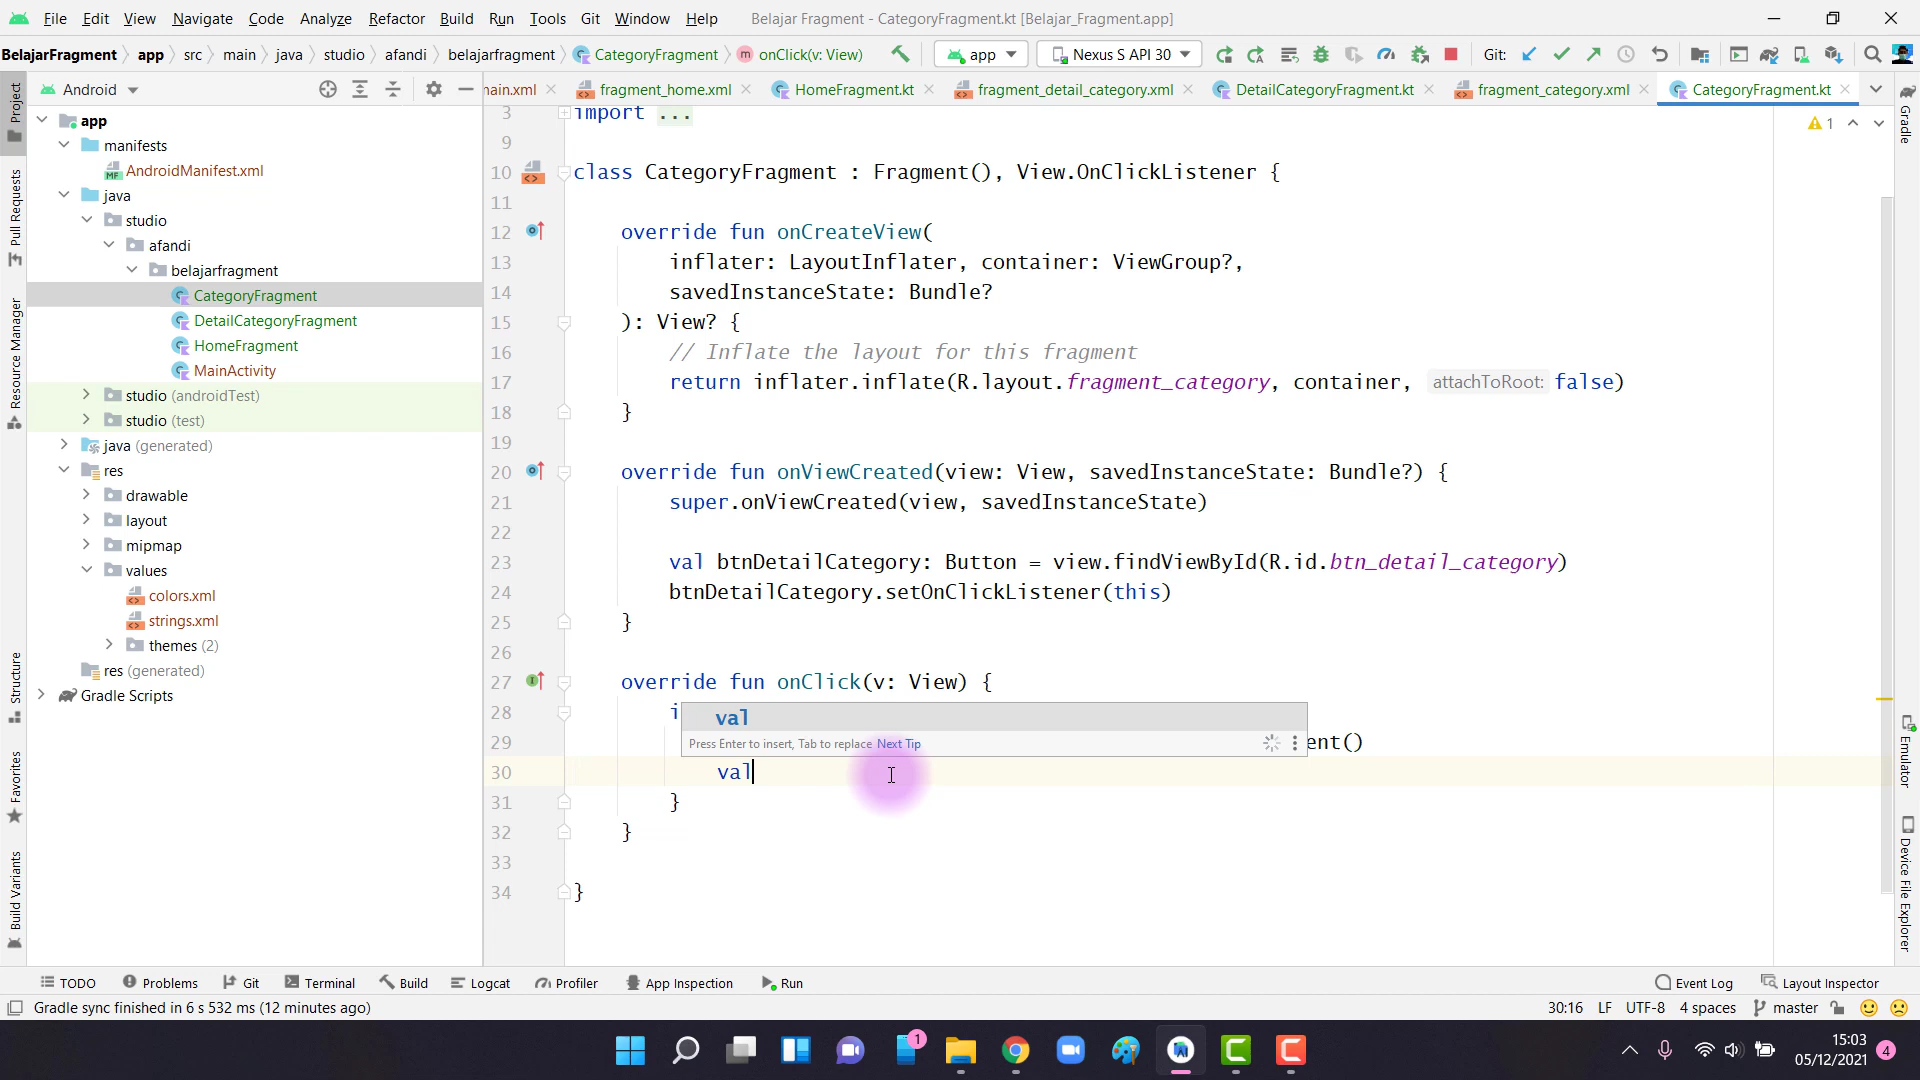 File Edit View Navigate Code Analyze Refactor Build Run Tools Git Window Help Belajar Fragment - CategoryFragment.kt [Belajar_Fragment.app]
BelajarFragment app src main java studio afandi belajarfragment CategoryFragment onClick(v: View) app Nexus S API 30 Git:
Android
nain.xml fragment_home.xml HomeFragment.kt fragment_detail_category.xml DetailCategoryFragment.kt fragment_category.xml CategoryFragment.kt
Project
Pull Requests
Resource Manager
Structure
Favorites
Build Variants
app
manifests
AndroidManifest.xml
java
studio
afandi
belajarfragment
CategoryFragment
DetailCategoryFragment
HomeFragment
MainActivity
studio (androidTest)
studio (test)
java (generated)
res
drawable
layout
mipmap
values
colors.xml
strings.xml
themes (2)
res (generated)
Gradle Scripts
1
3 import ...
9
10 class CategoryFragment : Fragment(), View.OnClickListener {
11
12 override fun onCreateView(
13 inflater: LayoutInflater, container: ViewGroup?,
14 savedInstanceState: Bundle?
15 ): View? {
16 // Inflate the layout for this fragment
17 return inflater.inflate(R.layout.fragment_category, container, attachToRoot: false)
18 }
19
20 override fun onViewCreated(view: View, savedInstanceState: Bundle?) {
21 super.onViewCreated(view, savedInstanceState)
22
23 val btnDetailCategory: Button = view.findViewById(R.id.btn_detail_category)
24 btnDetailCategory.setOnClickListener(this)
25 }
26
27 override fun onClick(v: View) {
28 i
val
29 ent()
Press Enter to insert, Tab to replace Next Tip
30 val
31 }
32 }
33
34 }
Gradle
Emulator
Device File Explorer
TODO Problems Git Terminal Build Logcat Profiler App Inspection Run Event Log Layout Inspector
Gradle sync finished in 6 s 532 ms (12 minutes ago) 30:16 LF UTF-8 4 spaces master
1
15:03
05/12/2021
4